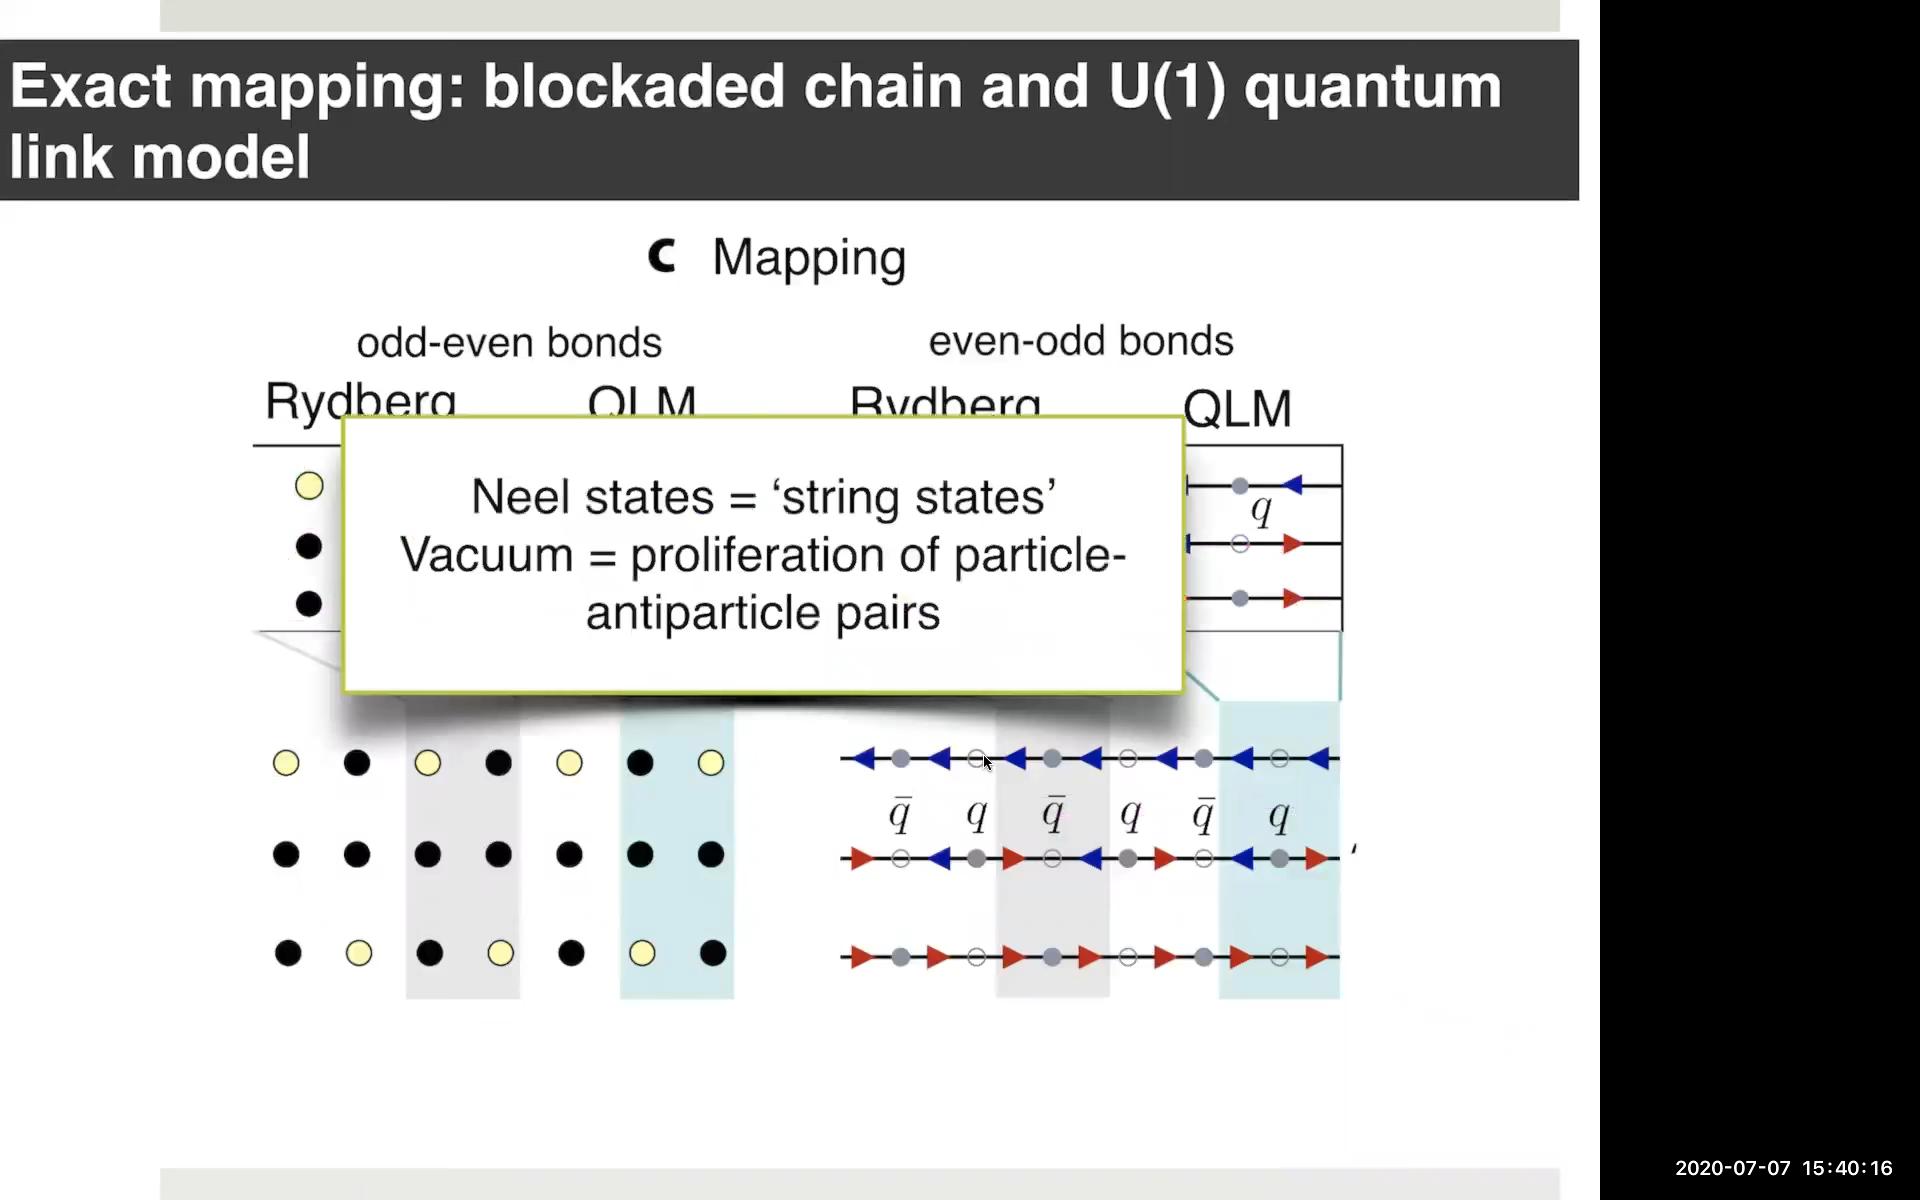 Exact mapping: blockaded chain and U(1) quantum
link model
C Mapping
odd-even bonds even-odd bonds
Rydberg QLM Rydberg QLM
Neel states = ‘string states’
Vacuum = proliferation of particle-
antiparticle pairs
q
q̄ q q̄ q q̄ q
2020-07-07 15:40:16